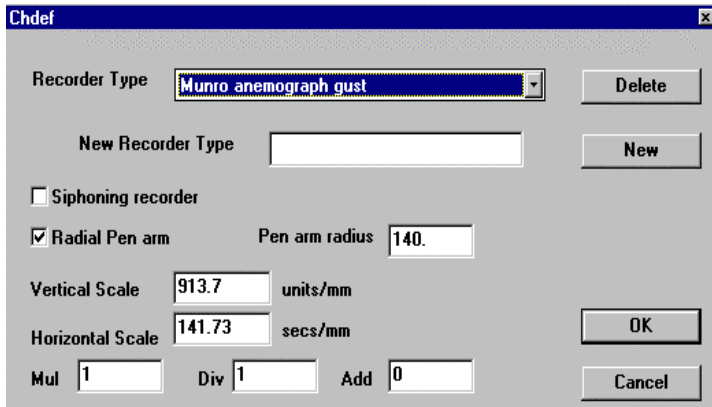 Chdef
Recorder Type Munro anemograph gust Delete
New Recorder Type New
Siphoning recorder
Radial Pen arm Pen arm radius 140.
Vertical Scale 913.7 units/mm
Horizontal Scale 141.73 secs/mm OK
Mul 1 Div 1 Add 0 Cancel